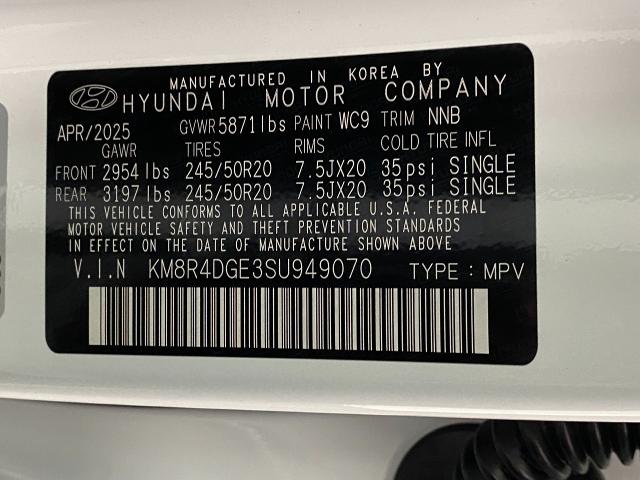 MANUFACTURED IN KOREA BY
HYUNDAI MOTOR COMPANY
APR/2025 GVWR 5871lbs PAINT WC9 TRIM NNB
GAWR TIRES RIMS COLD TIRE INFL
FRONT 2954 lbs 245/50R20 7.5JX20 35psi SINGLE
REAR 3197 lbs 245/50R20 7.5JX20 35psi SINGLE
THIS VEHICLE CONFORMS TO ALL APPLICABLE U.S.A. FEDERAL
MOTOR VEHICLE SAFETY AND THEFT PREVENTION STANDARDS
IN EFFECT ON THE DATE OF MANUFACTURE SHOWN ABOVE.
V.I.N KM8R4DGE3SU949070 TYPE : MPV